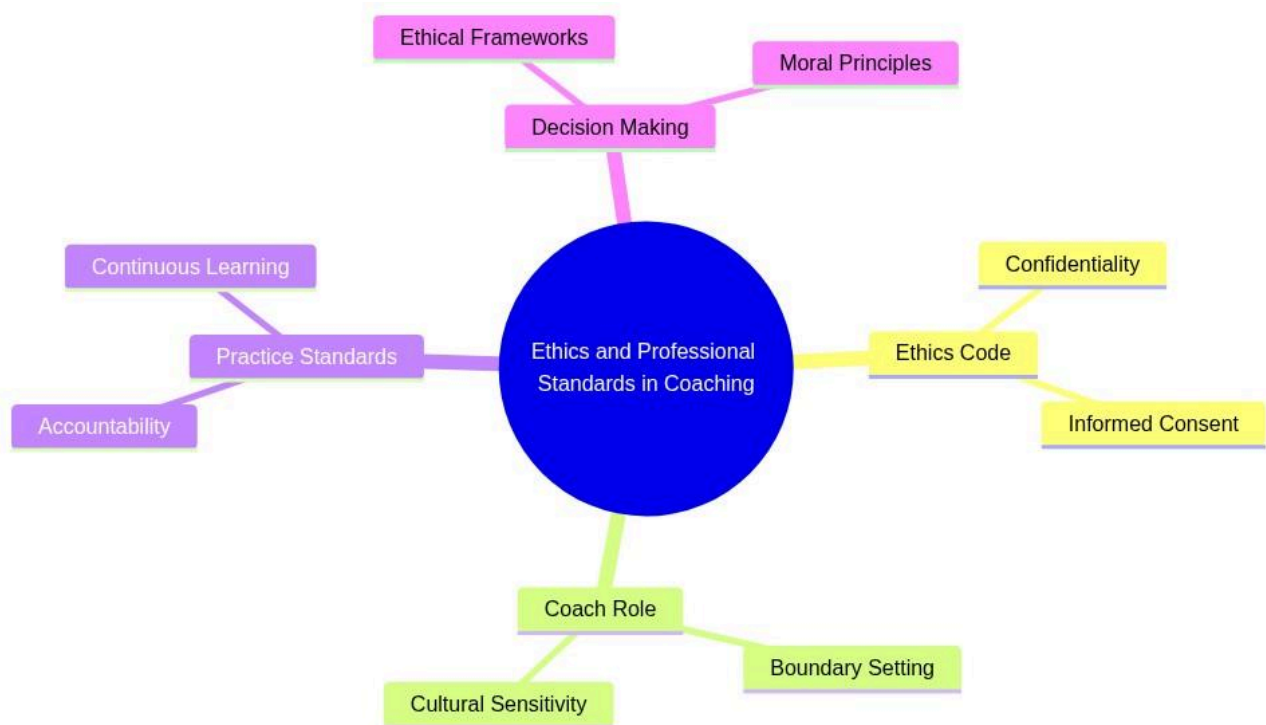 Ethical Frameworks
Moral Principles
Decision Making
Continuous Learning
Confidentiality
Practice Standards
Ethics and Professional
Standards in Coaching
Ethics Code
Accountability
Informed Consent
Coach Role
Cultural Sensitivity
Boundary Setting